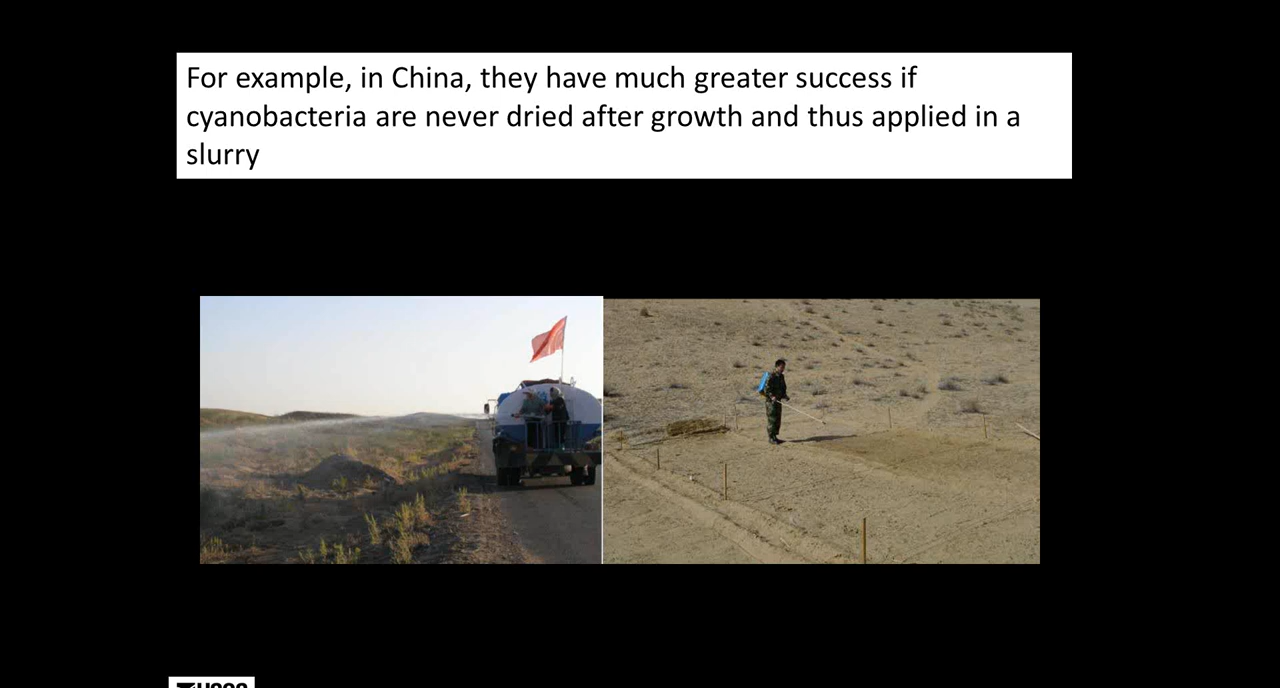 For example, in China, they have much greater success if
cyanobacteria are never dried after growth and thus applied in a
slurry